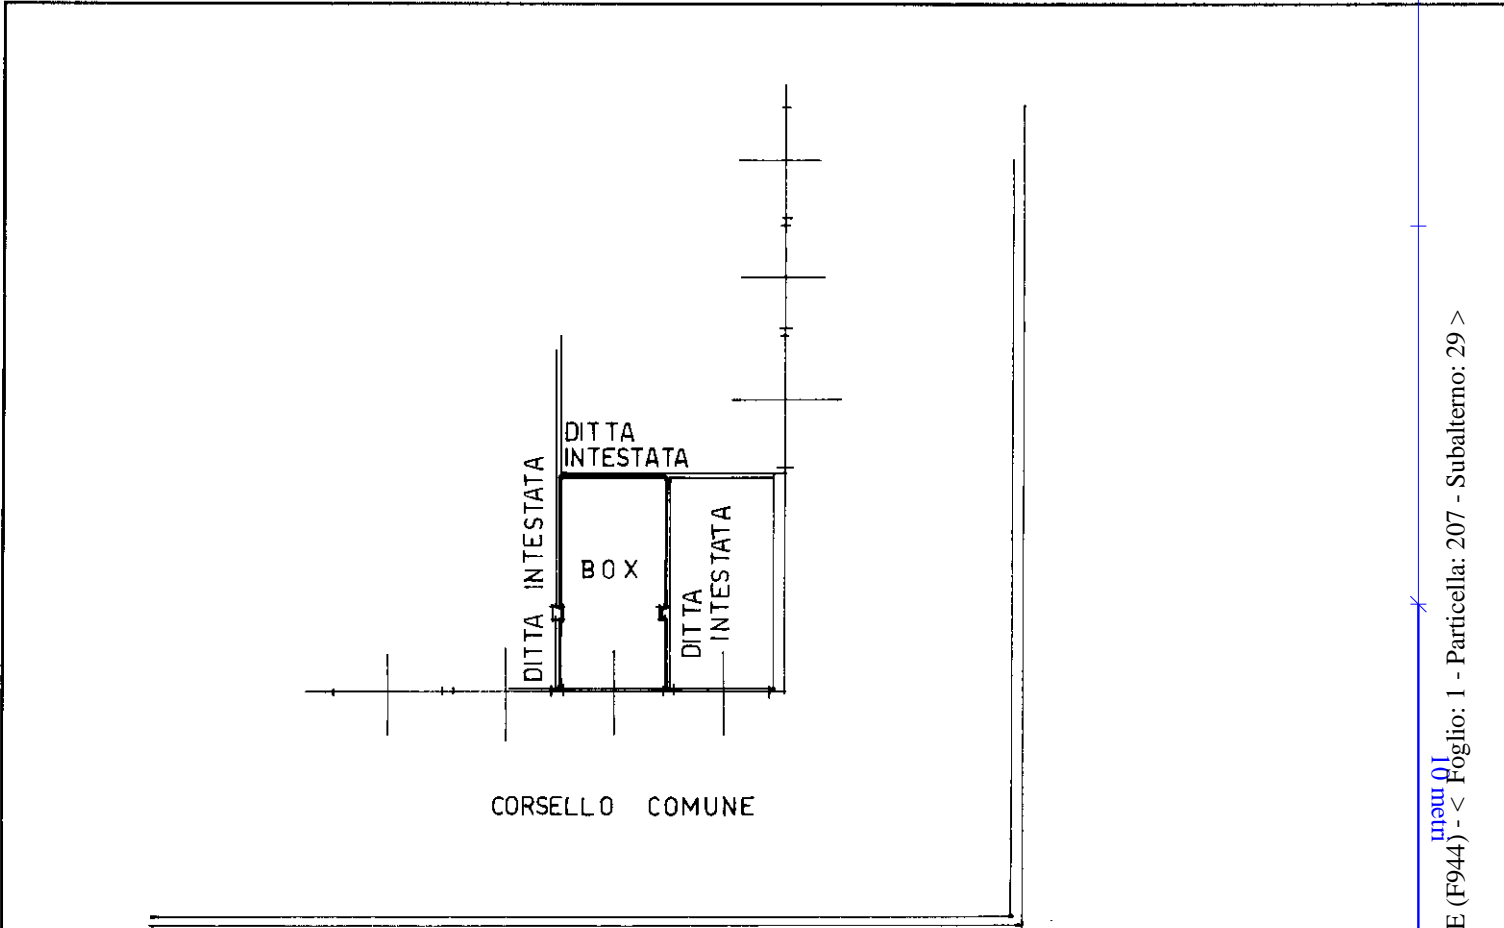 DITTA
INTESTATA
DITTA INTESTATA
BOX
DITTA
INTESTATA
CORSELLO COMUNE
10 metri
E (F944) - < Foglio: 1 - Particella: 207 - Subalterno: 29 >